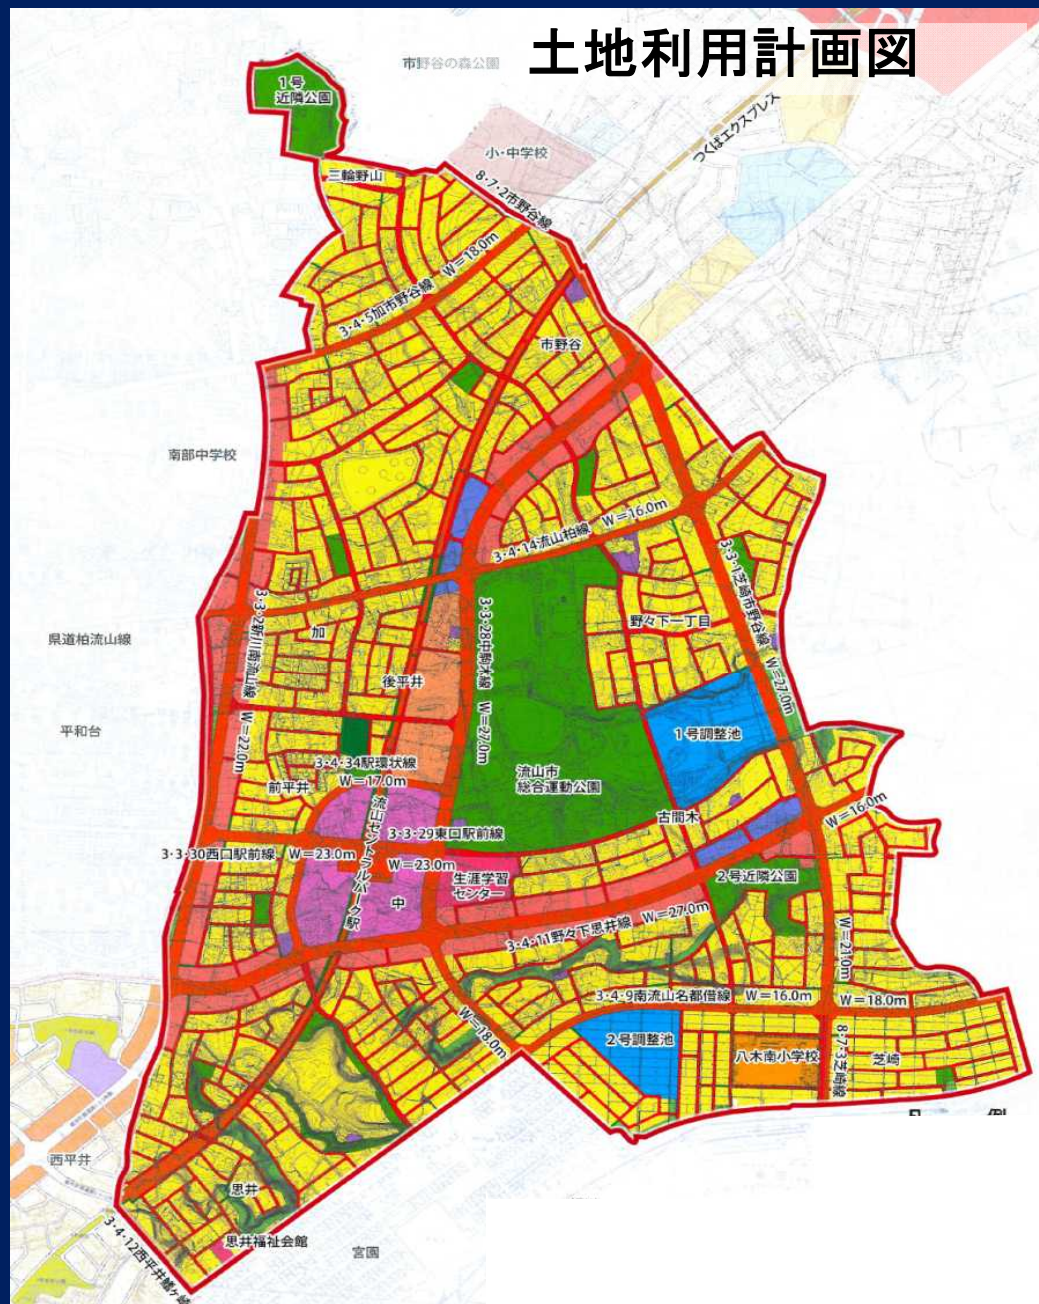 土地利用計画図
市野谷の森公園
1号
近隣公園
つくばエクスプレス
小・中学校
三輪野山
8・7・2市野谷線
3・4・5加市野谷線 W=18.0m
市野谷
南部中学校
3・4・14流山柏線 W=16.0m
3・3・1芝崎市野谷線 W=27.0m
3・3・2新川南流山線 W=22.0m
3・3・28中駒木線 W=27.0m
野々下一丁目
加
県道柏流山線
後平井
平和台
1号調整池
3・4・34駅環状線
W=17.0m
流山市
総合運動公園
前平井
流山セントラルパーク駅
古間木
W=16.0m
3・3・29東口駅前線
W=23.0m
3・3・30西口駅前線 W=23.0m
生涯学習
センター
2号近隣公園
中
3・4・11野々下思井線 W=27.0m
W=21.0m
3・4・9南流山名都借線 W=16.0m
W=18.0m
W=18.0m
2号調整池
八木南小学校
8・7・3芝崎線
芝崎
西平井
思井
思井福祉会館
宮園
3・4・12西平井鰭ケ崎